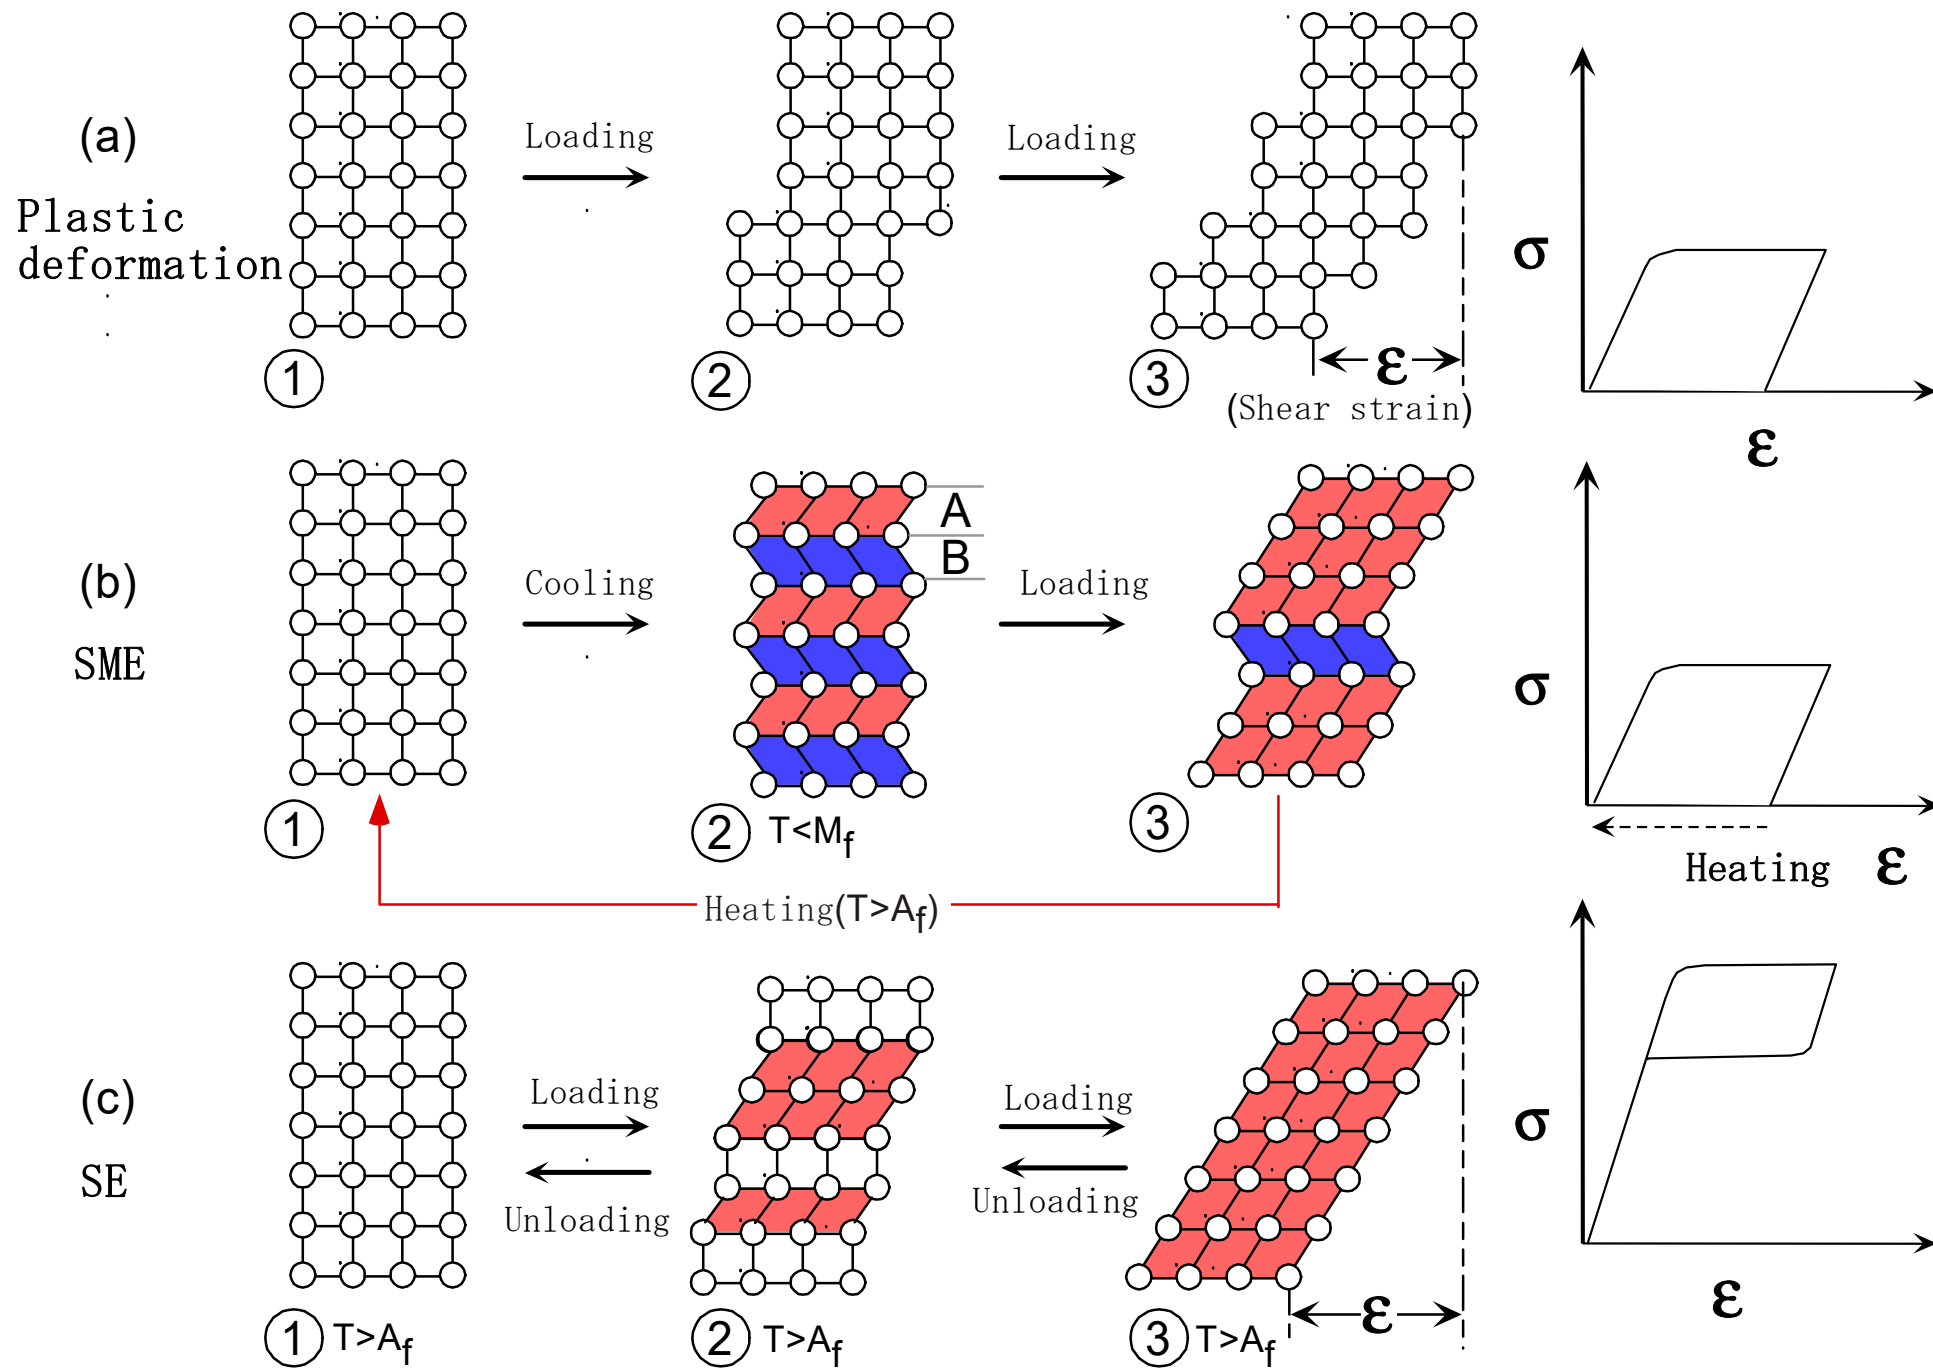 (a)
Plastic
deformation
Loading
Loading
①
②
③
ε
(Shear strain)
σ
ε
(b)
SME
Cooling
A
B
Loading
①
② T<Mf
③
Heating(T>Af)
σ
Heating ε
(c)
SE
Loading
Unloading
Loading
Unloading
① T>Af
② T>Af
③ T>Af
ε
σ
ε